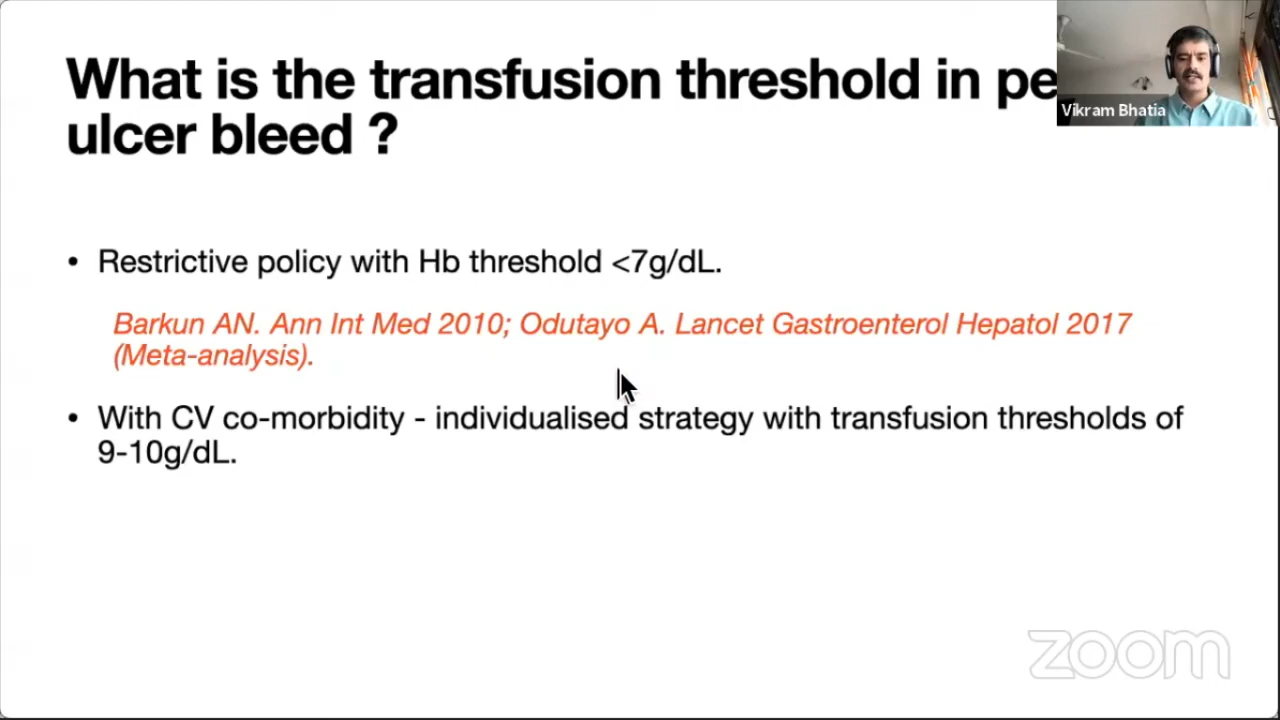 What is the transfusion threshold in pe
ulcer bleed ?
Vikram Bhatia
• Restrictive policy with Hb threshold <7g/dL.
Barkun AN. Ann Int Med 2010; Odutayo A. Lancet Gastroenterol Hepatol 2017
(Meta-analysis).
• With CV co-morbidity - individualised strategy with transfusion thresholds of
9-10g/dL.
zoom